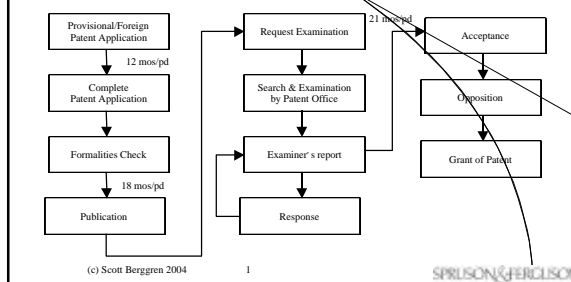 Provisional/Foreign
Patent Application
12 mos/pd
Complete
Patent Application
Formalities Check
18 mos/pd
Publication
Request Examination
Search & Examination
by Patent Office
Examiner's report
Response
21 mos/pd
Acceptance
Opposition
Grant of Patent
(c) Scott Berggren 2004
1
SPRUSON & FERGUSON